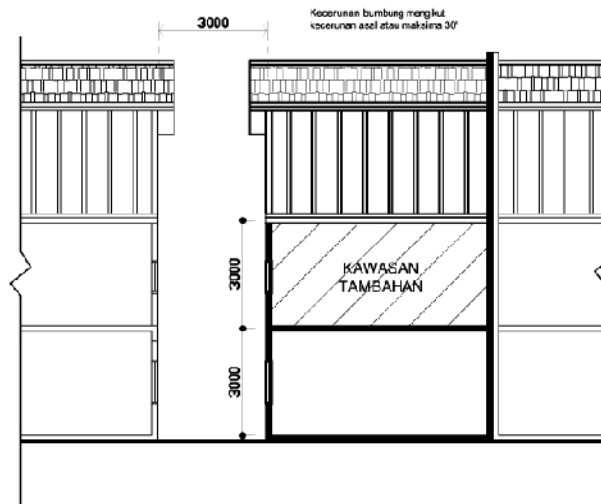 3000
Kecerunan bumbung mengikut
kecerunan asal atau maksima 30°
3000
KAWASAN
TAMBAHAN
3000